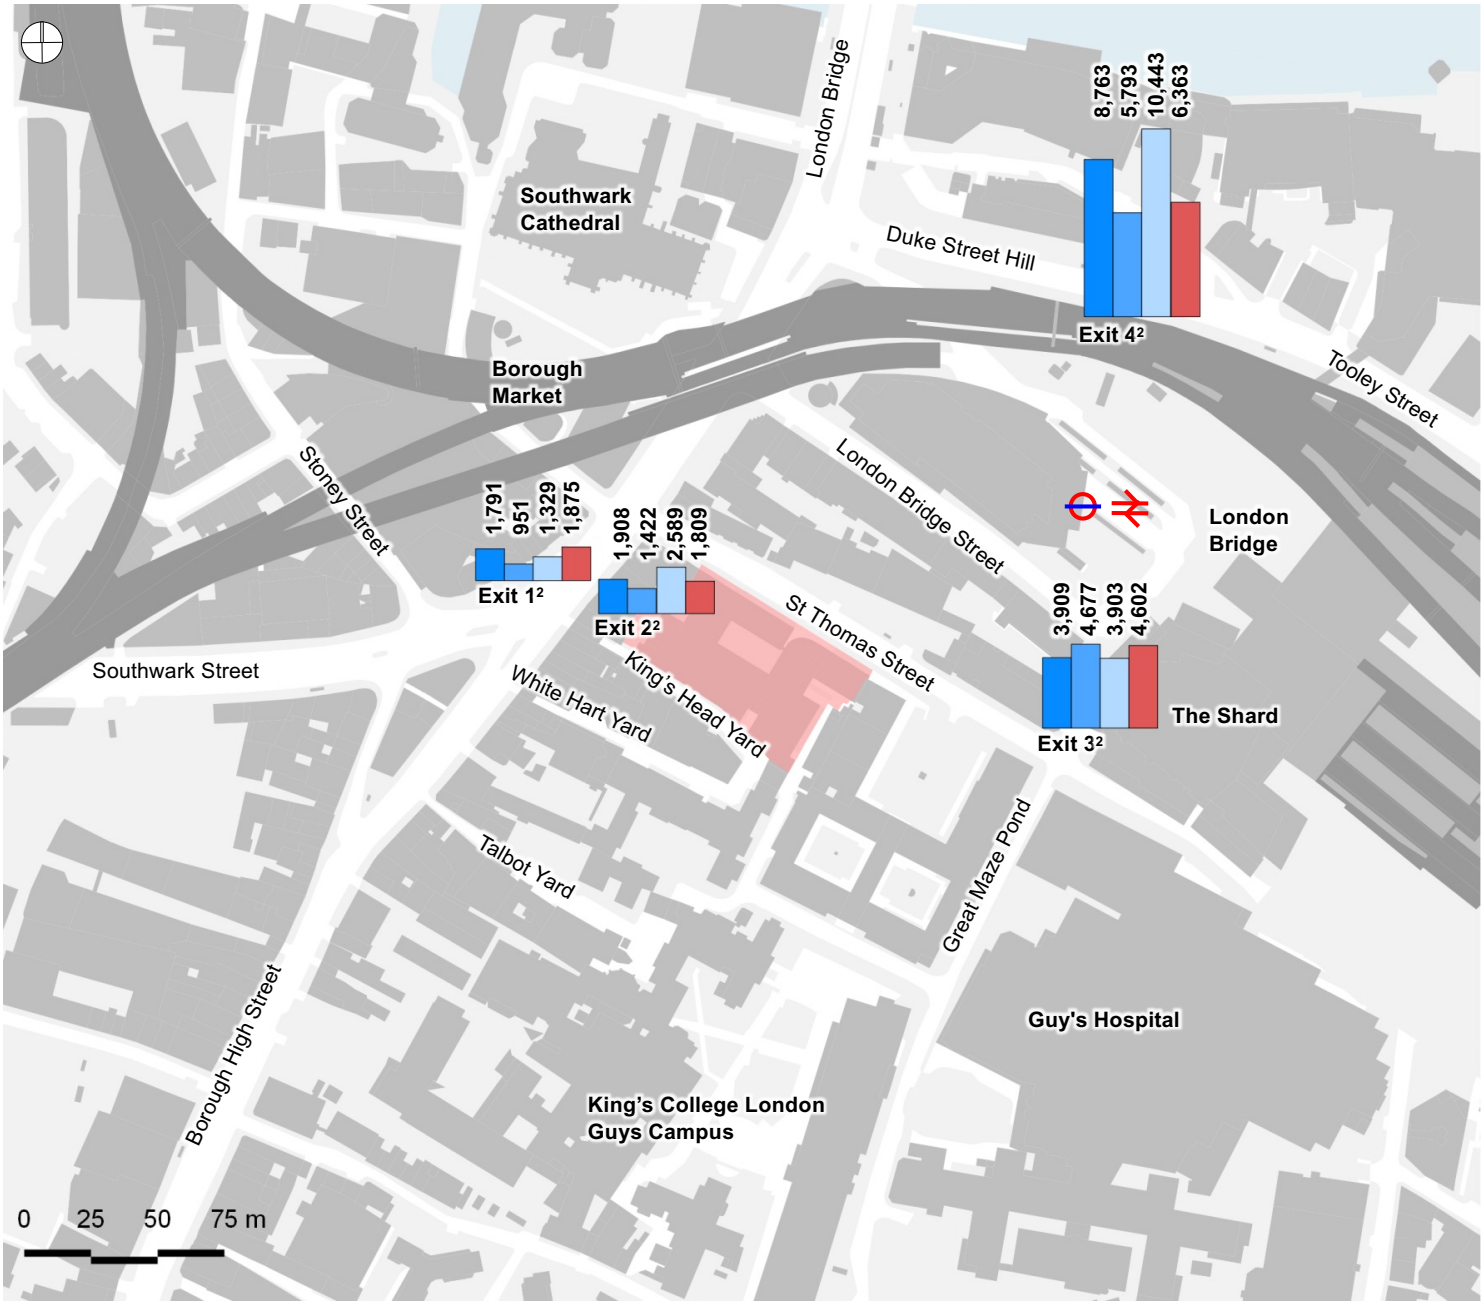 London Bridge
8,763
5,793
10,443
6,363
Southwark
Cathedral
Duke Street Hill
Exit 4²
Tooley Street
Borough
Market
Stoney Street
London Bridge Street
London
Bridge
1,791
951
1,329
1,875
Exit 1²
1,908
1,422
2,589
1,809
Exit 2²
St Thomas Street
3,909
4,677
3,903
4,602
Exit 3²
The Shard
Southwark Street
King's Head Yard
White Hart Yard
Talbot Yard
Great Maze Pond
Borough High Street
Guy's Hospital
King's College London
Guys Campus
0 25 50 75 m